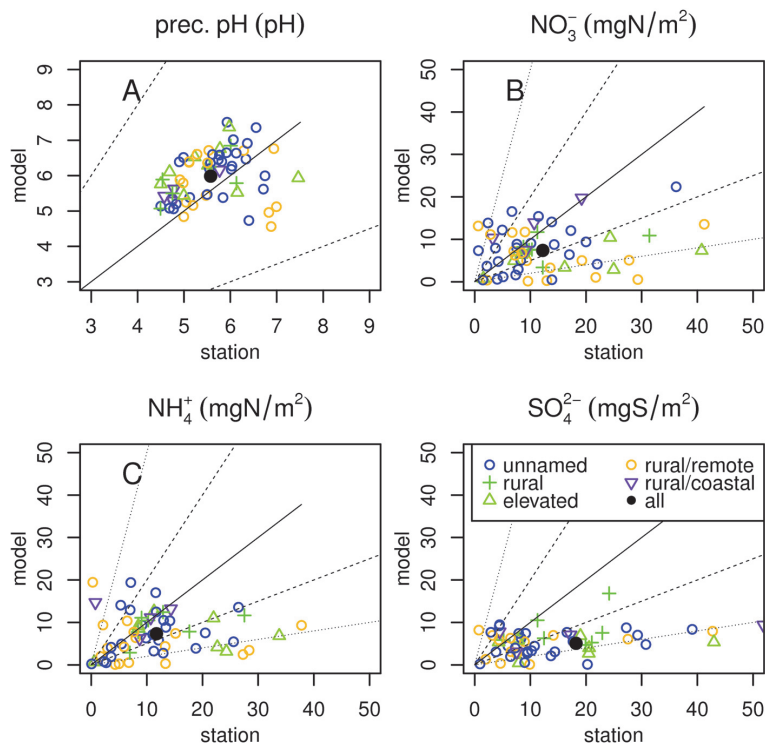 prec. pH (pH)
A
9
8
7
6
5
4
3
model
3 4 5 6 7 8 9
station
NO₃⁻ (mgN/m²)
B
50
40
30
20
10
0
model
0 10 20 30 40 50
station
NH₄⁺ (mgN/m²)
C
50
40
30
20
10
0
model
0 10 20 30 40 50
station
SO₄²⁻ (mgS/m²)
unnamed rural/remote
rural rural/coastal
elevated all
50
40
30
20
10
0
model
0 10 20 30 40 50
station